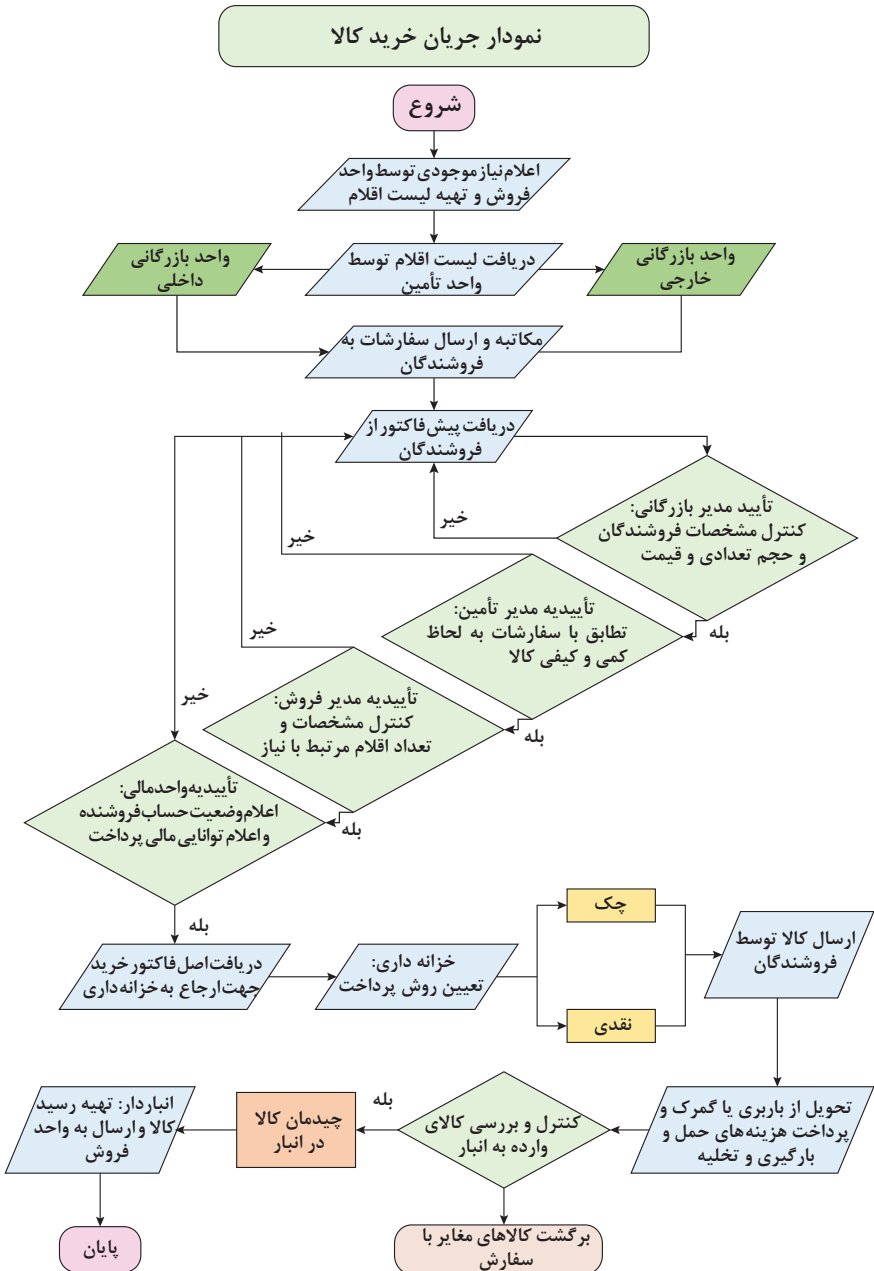 نمودار جریان خرید کالا
شروع
اعلام نیاز موجودی توسط واحد
فروش و تهیه لیست اقلام
واحد بازرگانی
خارجی
دریافت لیست اقلام توسط
واحد تأمین
واحد بازرگانی
داخلی
مکاتبه و ارسال سفارشات به
فروشندگان
دریافت پیش‌فاکتور از
فروشندگان
تأیید مدیر بازرگانی:
کنترل مشخصات فروشندگان
و حجم تعدادی و قیمت
خیر
بله
تأییدیه مدیر تأمین:
تطابق با سفارشات به لحاظ
کمی و کیفی کالا
خیر
بله
تأییدیه مدیر فروش:
کنترل مشخصات و
تعداد اقلام مرتبط با نیاز
خیر
بله
تأییدیه واحد مالی:
اعلام وضعیت حساب فروشنده
و اعلام توانایی مالی پرداخت
خیر
بله
دریافت اصل فاکتور خرید
جهت ارجاع به خزانه‌داری
خزانه داری:
تعیین روش پرداخت
چک
نقدی
ارسال کالا توسط
فروشندگان
تحویل از باربری یا گمرک و
پرداخت هزینه‌های حمل و
بارگیری و تخلیه
کنترل و بررسی کالای
وارده به انبار
بله
چیدمان کالا
در انبار
انباردار: تهیه رسید
کالا و ارسال به واحد
فروش
برگشت کالاهای مغایر با
سفارش
پایان